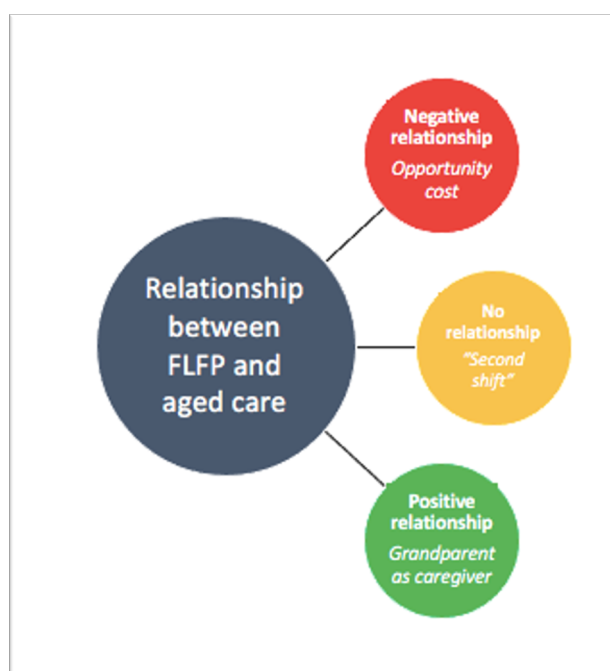 Negative
relationship
Opportunity
cost
Relationship
between
FLFP and
aged care
No
relationship
"Second
shift"
Positive
relationship
Grandparent
as caregiver